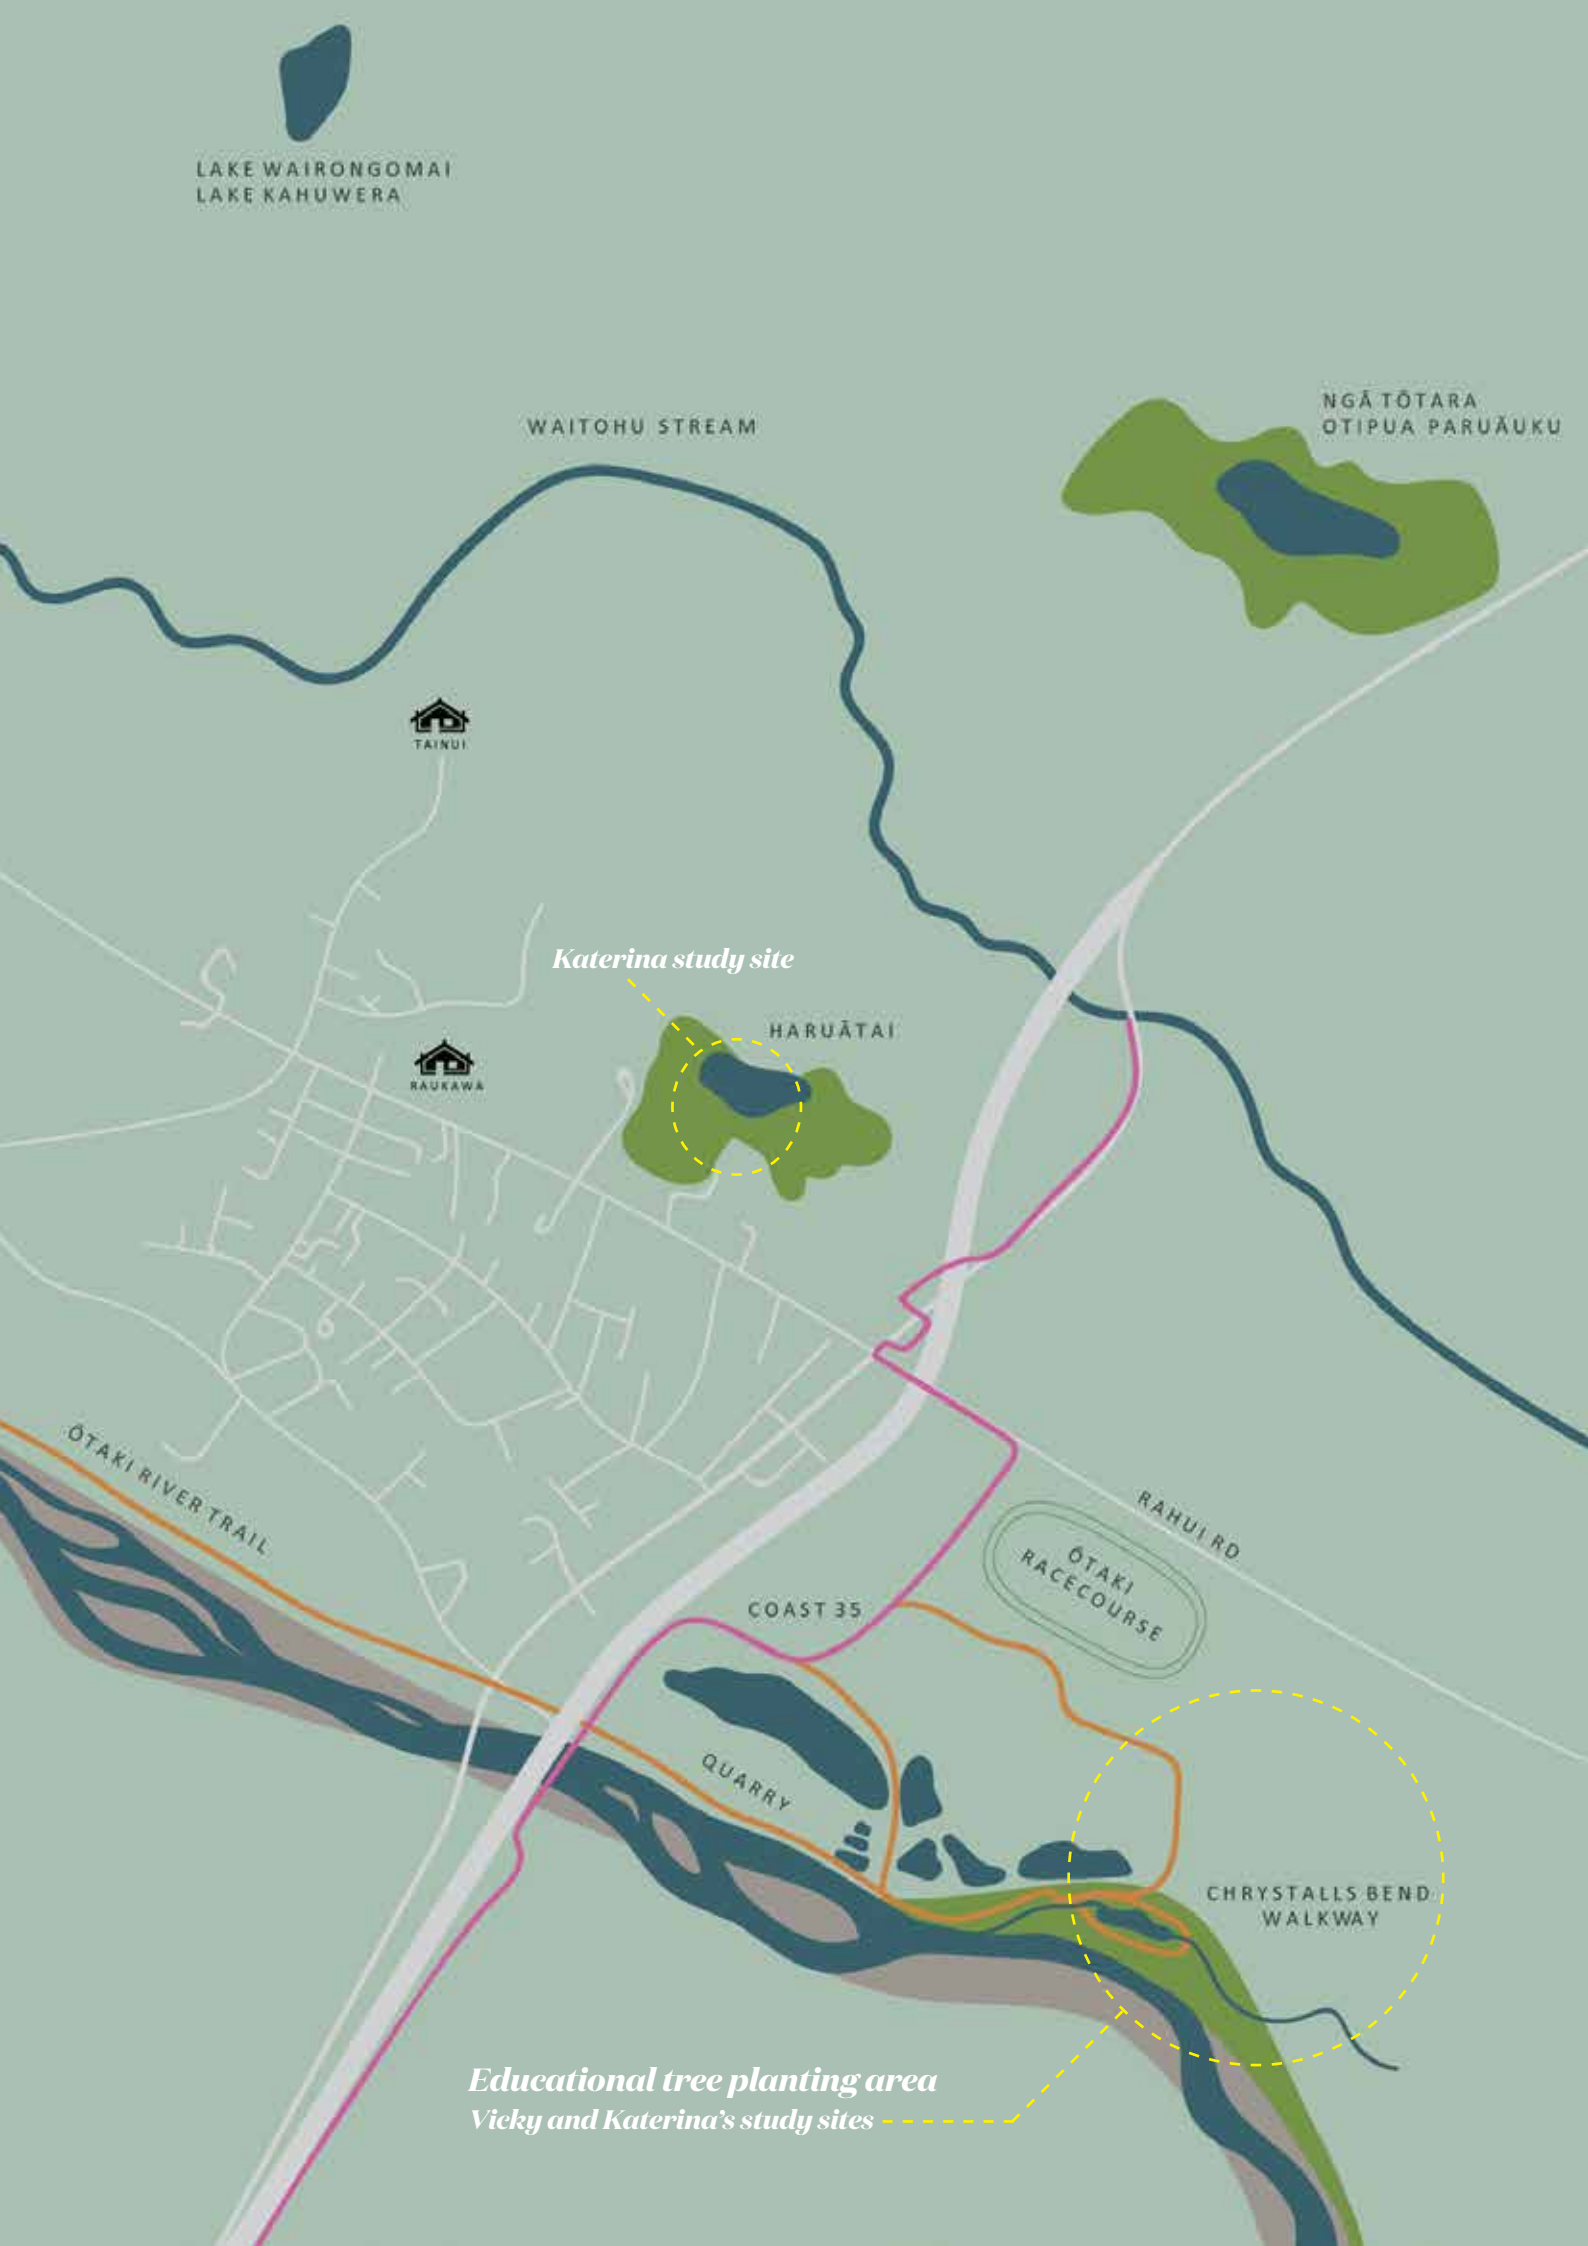 LAKE WAIRONGOMAI
LAKE KAHUWERA
NGĀ TŌTARA
OTIPUA PARUĀUKU
WAITOHU STREAM
TAINUI
Katerina study site
HARUĀTAI
RAUKAWA
ŌTAKI RIVER TRAIL
RAHUI RD
ŌTAKI
RACECOURSE
COAST 35
QUARRY
CHRYSTALLS BEND
WALKWAY
Educational tree planting area
Vicky and Katerina's study sites